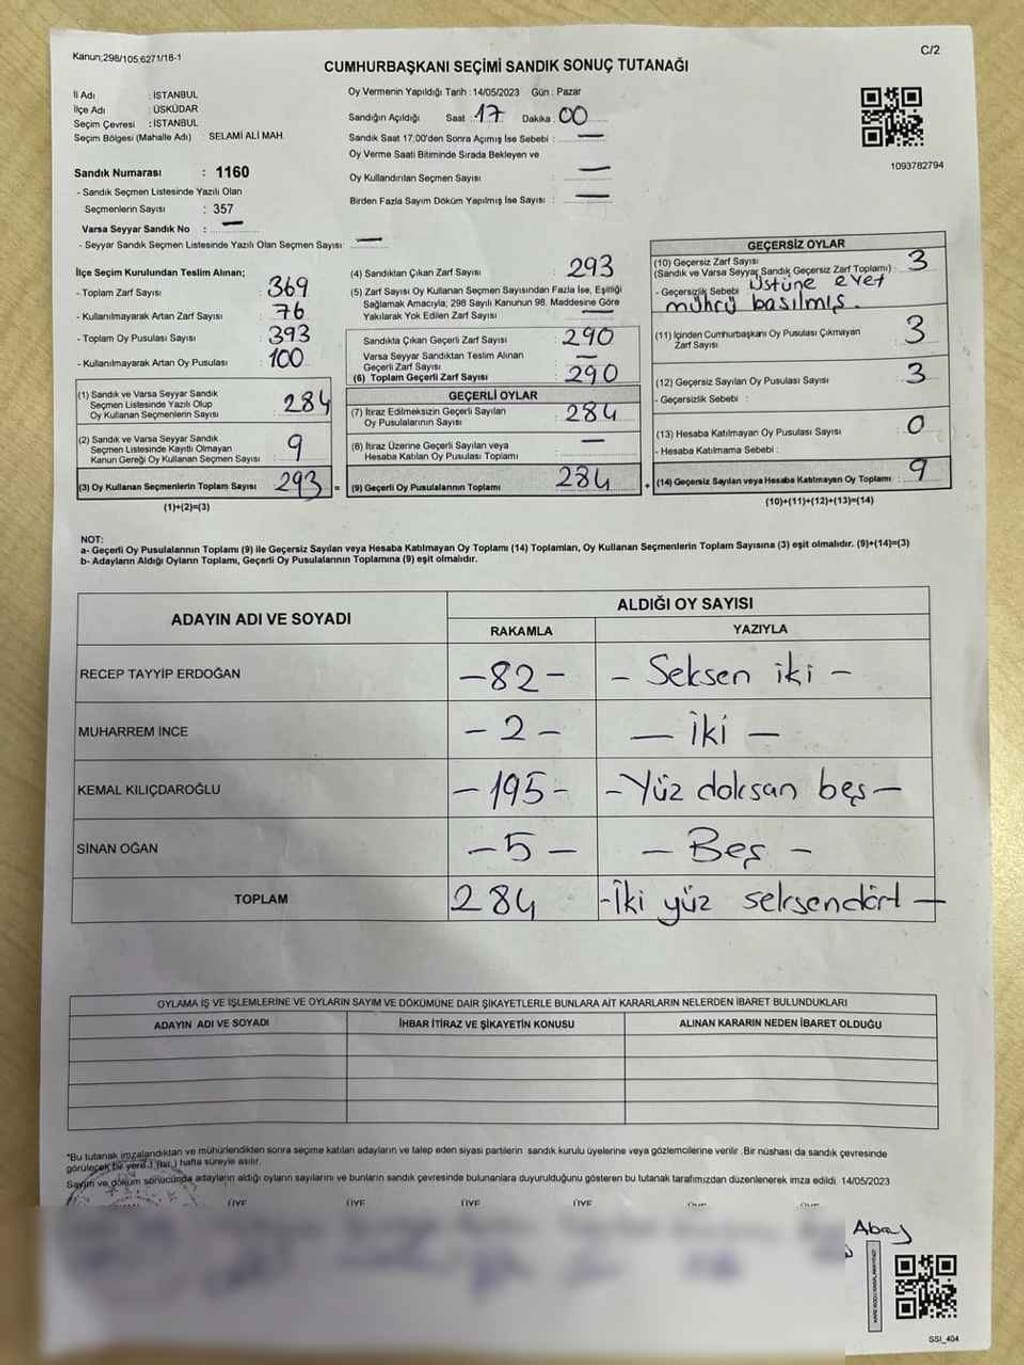 Kanun;298/105;6271/18-1
C/2
CUMHURBAŞKANI SEÇİMİ SANDIK SONUÇ TUTANAĞI
İl Adı : İSTANBUL
İlçe Adı : ÜSKÜDAR
Seçim Çevresi : İSTANBUL
Seçim Bölgesi (Mahalle Adı) SELAMİ ALİ MAH.
Oy Vermenin Yapıldığı Tarih : 14/05/2023 Gün : Pazar
Sandığın Açıldığı Saat : 17 Dakika : 00
Sandık Saat 17:00'den Sonra Açımış İse Sebebi : —
Oy Verme Saati Bitiminde Sırada Bekleyen ve
Oy Kullandırılan Seçmen Sayısı : —
Birden Fazla Sayım Döküm Yapılmış İse Sayısı : —
1093782794
Sandık Numarası : 1160
- Sandık Seçmen Listesinde Yazılı Olan
Seçmenlerin Sayısı : 357
Varsa Seyyar Sandık No : —
- Seyyar Sandık Seçmen Listesinde Yazılı Olan Seçmen Sayısı : —
İlçe Seçim Kurulundan Teslim Alınan;
- Toplam Zarf Sayısı : 369
- Kullanılmayarak Artan Zarf Sayısı : 76
- Toplam Oy Pusulası Sayısı : 393
- Kullanılmayarak Artan Oy Pusulası : 100
(1) Sandık ve Varsa Seyyar Sandık
Seçmen Listesinde Yazılı Olup
Oy Kullanan Seçmenlerin Sayısı : 284
(2) Sandık ve Varsa Seyyar Sandık
Seçmen Listesinde Kayıtlı Olmayan
Kanun Gereği Oy Kullanan Seçmen Sayısı : 9
(3) Oy Kullanan Seçmenlerin Toplam Sayısı : 293 =
(1)+(2)=(3)
(4) Sandıktan Çıkan Zarf Sayısı : 293
(5) Zarf Sayısı Oy Kullanan Seçmen Sayısından Fazla İse, Eşitliği
Sağlamak Amacıyla; 298 Sayılı Kanunun 98. Maddesine Göre
Yakılarak Yok Edilen Zarf Sayısı : —
Sandıkta Çıkan Geçerli Zarf Sayısı : 290
Varsa Seyyar Sandıktan Teslim Alınan
Geçerli Zarf Sayısı : —
(6) Toplam Geçerli Zarf Sayısı : 290
GEÇERLİ OYLAR
(7) İtiraz Edilmeksizin Geçerli Sayılan
Oy Pusulalarının Sayısı : 284
(8) İtiraz Üzerine Geçerli Sayılan veya
Hesaba Katılan Oy Pusulası Toplamı : —
(9) Geçerli Oy Pusulalarının Toplamı : 284 +
GEÇERSİZ OYLAR
(10) Geçersiz Zarf Sayısı : 3
(Sandık ve Varsa Seyyar Sandık Geçersiz Zarf Toplamı)
- Geçersizlik Sebebi : Üstüne evet
mührü basılmış.
(11) İçinden Cumhurbaşkanı Oy Pusulası Çıkmayan
Zarf Sayısı : 3
(12) Geçersiz Sayılan Oy Pusulası Sayısı : 3
- Geçersizlik Sebebi :
(13) Hesaba Katılmayan Oy Pusulası Sayısı : 0
- Hesaba Katılmama Sebebi :
(14) Geçersiz Sayılan veya Hesaba Katılmayan Oy Toplamı : 9
(10)+(11)+(12)+(13)=(14)
NOT:
a- Geçerli Oy Pusulalarının Toplamı (9) ile Geçersiz Sayılan veya Hesaba Katılmayan Oy Toplamı (14) Toplamları, Oy Kullanan Seçmenlerin Toplam Sayısına (3) eşit olmalıdır. (9)+(14)=(3)
b- Adayların Aldığı Oyların Toplamı, Geçerli Oy Pusulalarının Toplamına (9) eşit olmalıdır.
ADAYIN ADI VE SOYADI
ALDIĞI OY SAYISI
RAKAMLA YAZIYLA
RECEP TAYYİP ERDOĞAN -82- - Seksen iki -
MUHARREM İNCE -2- - İki -
KEMAL KILIÇDAROĞLU -195- - Yüz doksan beş -
SİNAN OĞAN -5- - Beş -
TOPLAM 284 - İki yüz seksendört -
OYLAMA İŞ VE İŞLEMLERİNE VE OYLARIN SAYIM VE DÖKÜMÜNE DAİR ŞİKAYETLERLE BUNLARA AİT KARARLARIN NELERDEN İBARET BULUNDUKLARI
ADAYIN ADI VE SOYADI İHBAR İTİRAZ VE ŞİKAYETİN KONUSU ALINAN KARARIN NEDEN İBARET OLDUĞU
*Bu tutanak imzalandıktan ve mühürlendikten sonra seçime katılan adayların ve talep eden siyasi partilerin sandık kurulu üyelerine veya gözlemcilerine verilir. Bir nüshası da sandık çevresinde
görülecek bir yere 1 (bir) hafta süreyle asılır.
Sayım ve döküm sonucunda adayların aldığı oyların sayılarını ve bunların sandık çevresinde bulunanlara duyurulduğunu gösteren bu tutanak tarafımızdan düzenlenerek imza edildi. 14/05/2023
ÜYE ÜYE ÜYE ÜYE
Abay
SSI_404